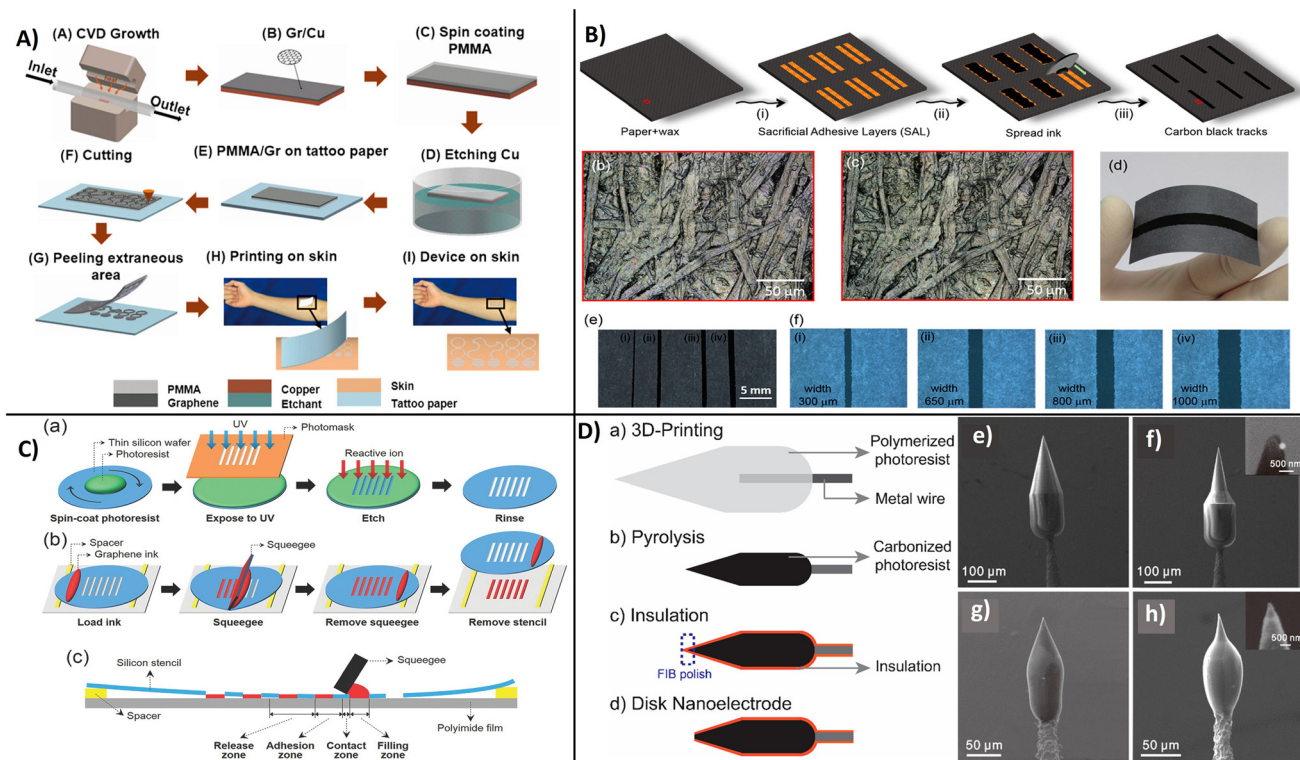 A)
(A) CVD Growth
Inlet
Outlet
(B) Gr/Cu
(C) Spin coating
PMMA
(F) Cutting
(E) PMMA/Gr on tattoo paper
(D) Etching Cu
(G) Peeling extraneous
area
(H) Printing on skin
(I) Device on skin
PMMA
Graphene
Copper
Etchant
Skin
Tattoo paper
B)
(i)
(ii)
(iii)
Paper+wax
Sacrificial Adhesive Layers (SAL)
Spread ink
Carbon black tracks
(b)
50 μm
(c)
50 μm
(d)
(e)
(i)
(ii)
(iii)
(iv)
5 mm
(f)
(i)
width
300 μm
(ii)
width
650 μm
(iii)
width
800 μm
(iv)
width
1000 μm
C)
(a)
Thin silicon wafer
Photoresist
UV
Photomask
Reactive ion
Spin-coat photoresist
Expose to UV
Etch
Rinse
(b)
Spacer
Graphene ink
Squeegee
Load ink
Squeegee
Remove squeegee
Remove stencil
(c)
Silicon stencil
Squeegee
Spacer
Polyimide film
Release
zone
Adhesion
zone
Contact
zone
Filling
zone
D)
a) 3D-Printing
Polymerized
photoresist
Metal wire
b) Pyrolysis
Carbonized
photoresist
c) Insulation
FIB polish
Insulation
d) Disk Nanoelectrode
e)
100 μm
f)
500 nm
100 μm
g)
50 μm
h)
500 nm
50 μm